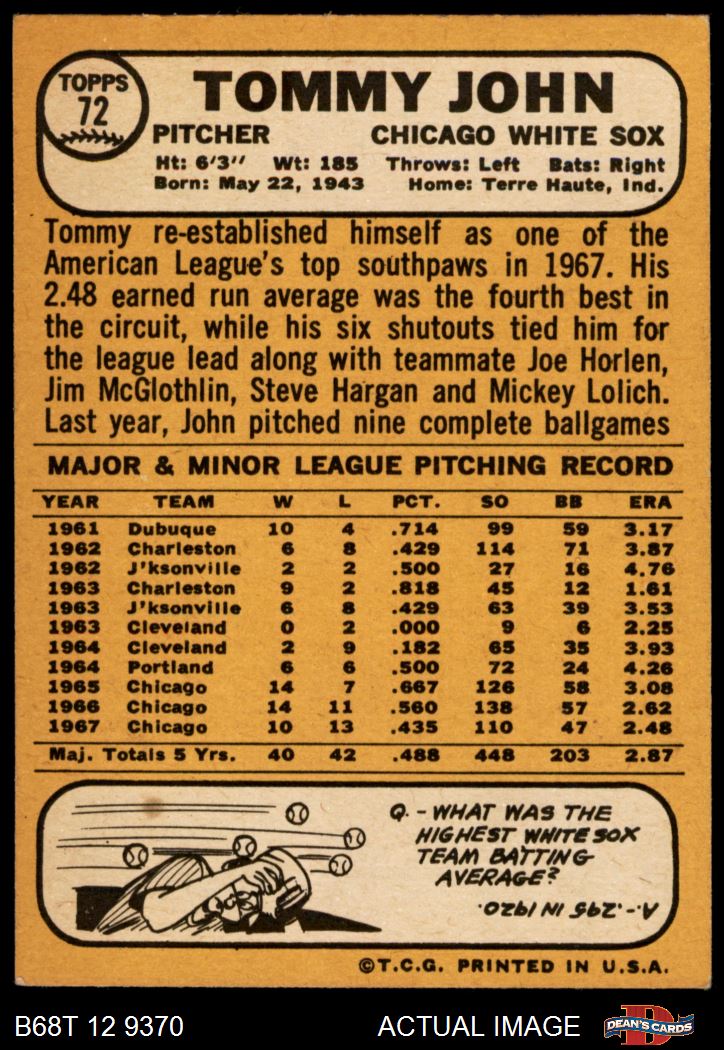 TOPPS
72
TOMMY JOHN
PITCHER CHICAGO WHITE SOX
Ht: 6'3'' Wt: 185 Throws: Left Bats: Right
Born: May 22, 1943 Home: Terre Haute, Ind.
Tommy re-established himself as one of the
American League's top southpaws in 1967. His
2.48 earned run average was the fourth best in
the circuit, while his six shutouts tied him for
the league lead along with teammate Joe Horlen,
Jim McGlothlin, Steve Hargan and Mickey Lolich.
Last year, John pitched nine complete ballgames
MAJOR & MINOR LEAGUE PITCHING RECORD
YEAR TEAM W L PCT. SO BB ERA
1961 Dubuque 10 4 .714 99 59 3.17
1962 Charleston 6 8 .429 114 71 3.87
1962 J'ksonville 2 2 .500 27 16 4.76
1963 Charleston 9 2 .818 45 12 1.61
1963 J'ksonville 6 8 .429 63 39 3.53
1963 Cleveland 0 2 .000 9 6 2.25
1964 Cleveland 2 9 .182 65 35 3.93
1964 Portland 6 6 .500 72 24 4.26
1965 Chicago 14 7 .667 126 58 3.08
1966 Chicago 14 11 .560 138 57 2.62
1967 Chicago 10 13 .435 110 47 2.48
Maj. Totals 5 Yrs. 40 42 .488 448 203 2.87
Q.-WHAT WAS THE
HIGHEST WHITE SOX
TEAM BATTING
AVERAGE?
A.-.295 IN 1920.
©T.C.G. PRINTED IN U.S.A.
B68T 12 9370 ACTUAL IMAGE DEAN'S CARDS